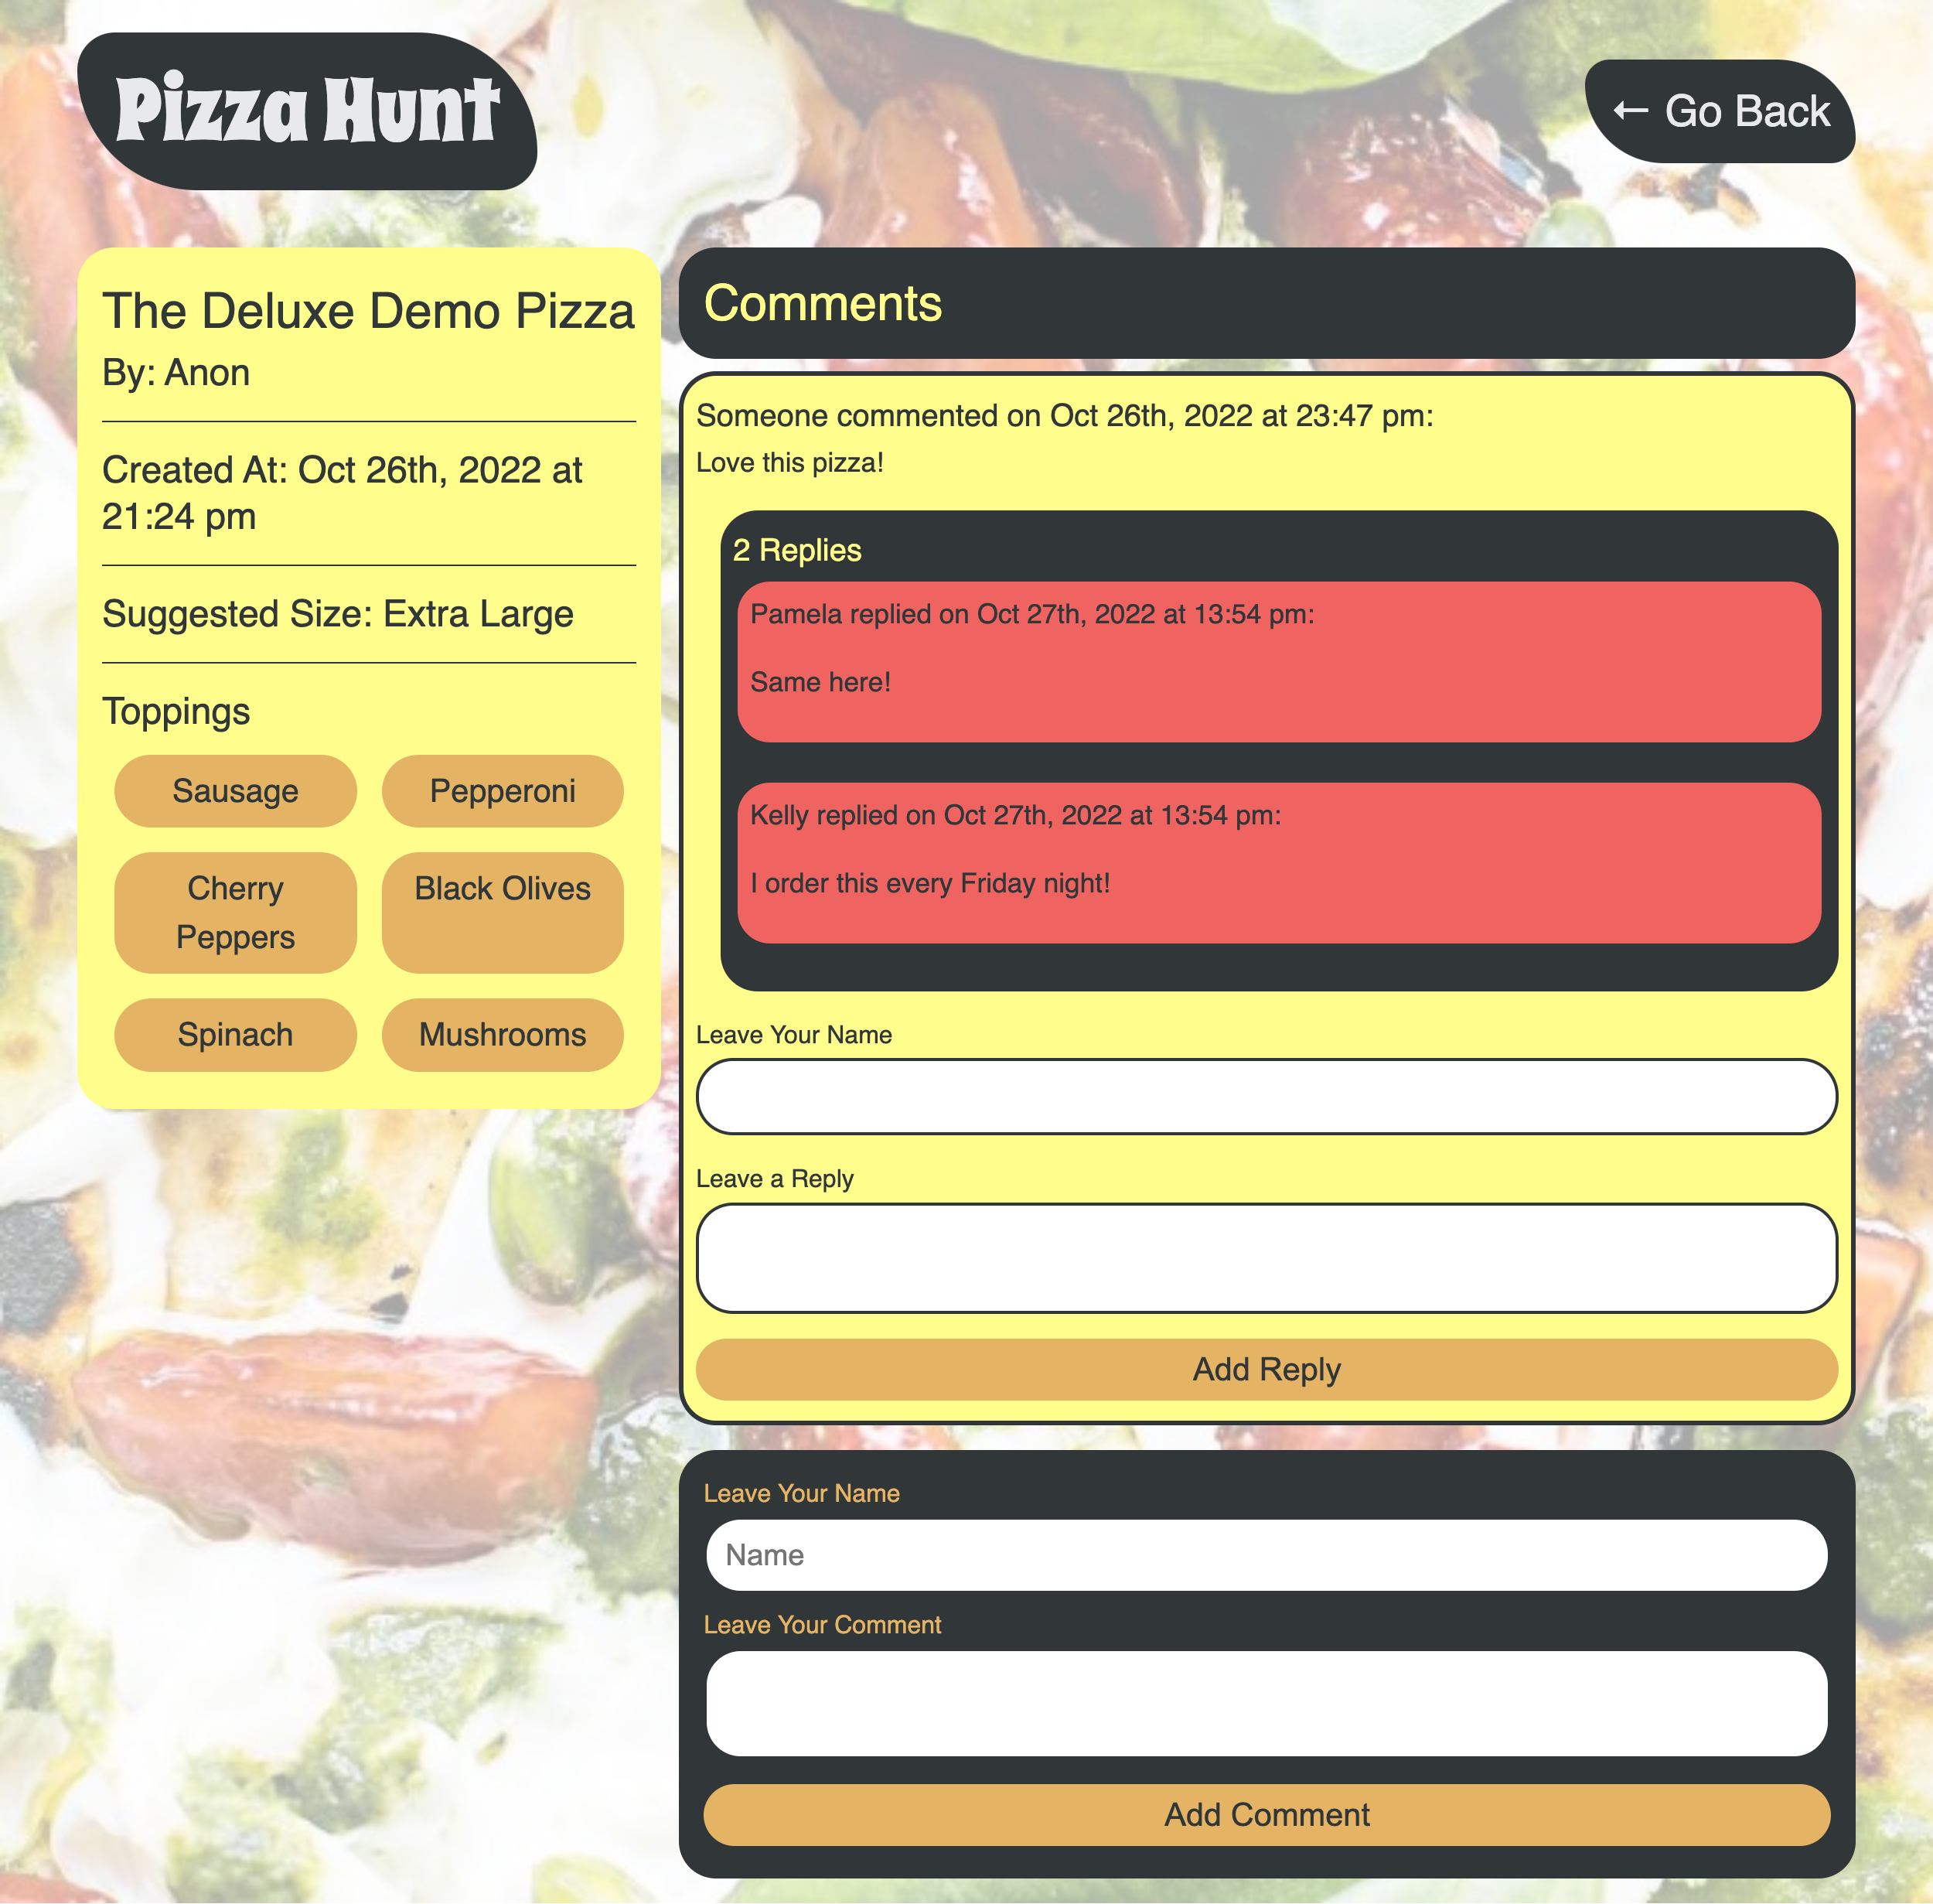 Pizza Hunt
← Go Back
The Deluxe Demo Pizza
By: Anon
Created At: Oct 26th, 2022 at
21:24 pm
Suggested Size: Extra Large
Toppings
Sausage
Pepperoni
Cherry
Peppers
Black Olives
Spinach
Mushrooms
Comments
Someone commented on Oct 26th, 2022 at 23:47 pm:
Love this pizza!
2 Replies
Pamela replied on Oct 27th, 2022 at 13:54 pm:
Same here!
Kelly replied on Oct 27th, 2022 at 13:54 pm:
I order this every Friday night!
Leave Your Name
Leave a Reply
Add Reply
Leave Your Name
Name
Leave Your Comment
Add Comment